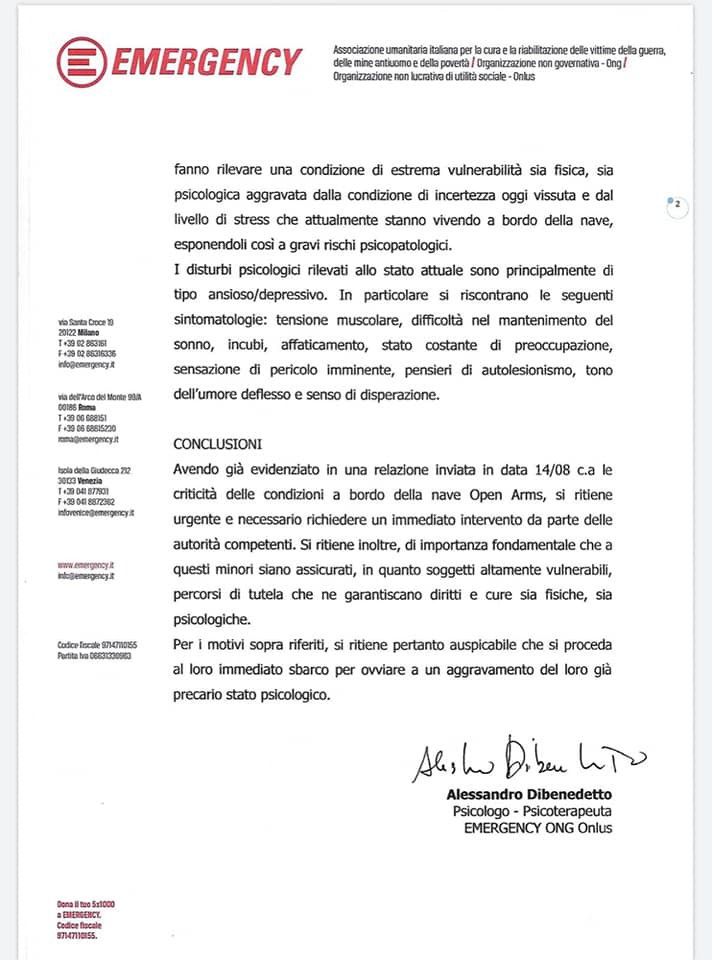 EMERGENCY
Associazione umanitaria italiana per la cura e la riabilitazione delle vittime della guerra,
delle mine antiuomo e della povertà / Organizzazione non governativa - Ong /
Organizzazione non lucrativa di utilità sociale - Onlus
2
fanno rilevare una condizione di estrema vulnerabilità sia fisica, sia
psicologica aggravata dalla condizione di incertezza oggi vissuta e dal
livello di stress che attualmente stanno vivendo a bordo della nave,
esponendoli così a gravi rischi psicopatologici.
I disturbi psicologici rilevati allo stato attuale sono principalmente di
tipo ansioso/depressivo. In particolare si riscontrano le seguenti
sintomatologie: tensione muscolare, difficoltà nel mantenimento del
sonno, incubi, affaticamento, stato costante di preoccupazione,
sensazione di pericolo imminente, pensieri di autolesionismo, tono
dell'umore deflesso e senso di disperazione.
CONCLUSIONI
Avendo già evidenziato in una relazione inviata in data 14/08 c.a le
criticità delle condizioni a bordo della nave Open Arms, si ritiene
urgente e necessario richiedere un immediato intervento da parte delle
autorità competenti. Si ritiene inoltre, di importanza fondamentale che a
questi minori siano assicurati, in quanto soggetti altamente vulnerabili,
percorsi di tutela che ne garantiscano diritti e cure sia fisiche, sia
psicologiche.
Per i motivi sopra riferiti, si ritiene pertanto auspicabile che si proceda
al loro immediato sbarco per ovviare a un aggravamento del loro già
precario stato psicologico.
Alessandro Dibenedetto
Psicologo - Psicoterapeuta
EMERGENCY ONG Onlus
via Santa Croce 19
20122 Milano
T +39 02 863161
F +39 02 86316336
info@emergency.it
via dell'Arco del Monte 99/A
00186 Roma
T +39 06 688151
F +39 06 68815230
roma@emergency.it
Isola della Giudecca 212
30133 Venezia
T +39 041 877931
F +39 041 8872362
infovenice@emergency.it
www.emergency.it
info@emergency.it
Codice fiscale 97147110155
Partita Iva 06631330963
Dona il tuo 5x1000
a EMERGENCY.
Codice fiscale
97147110155.